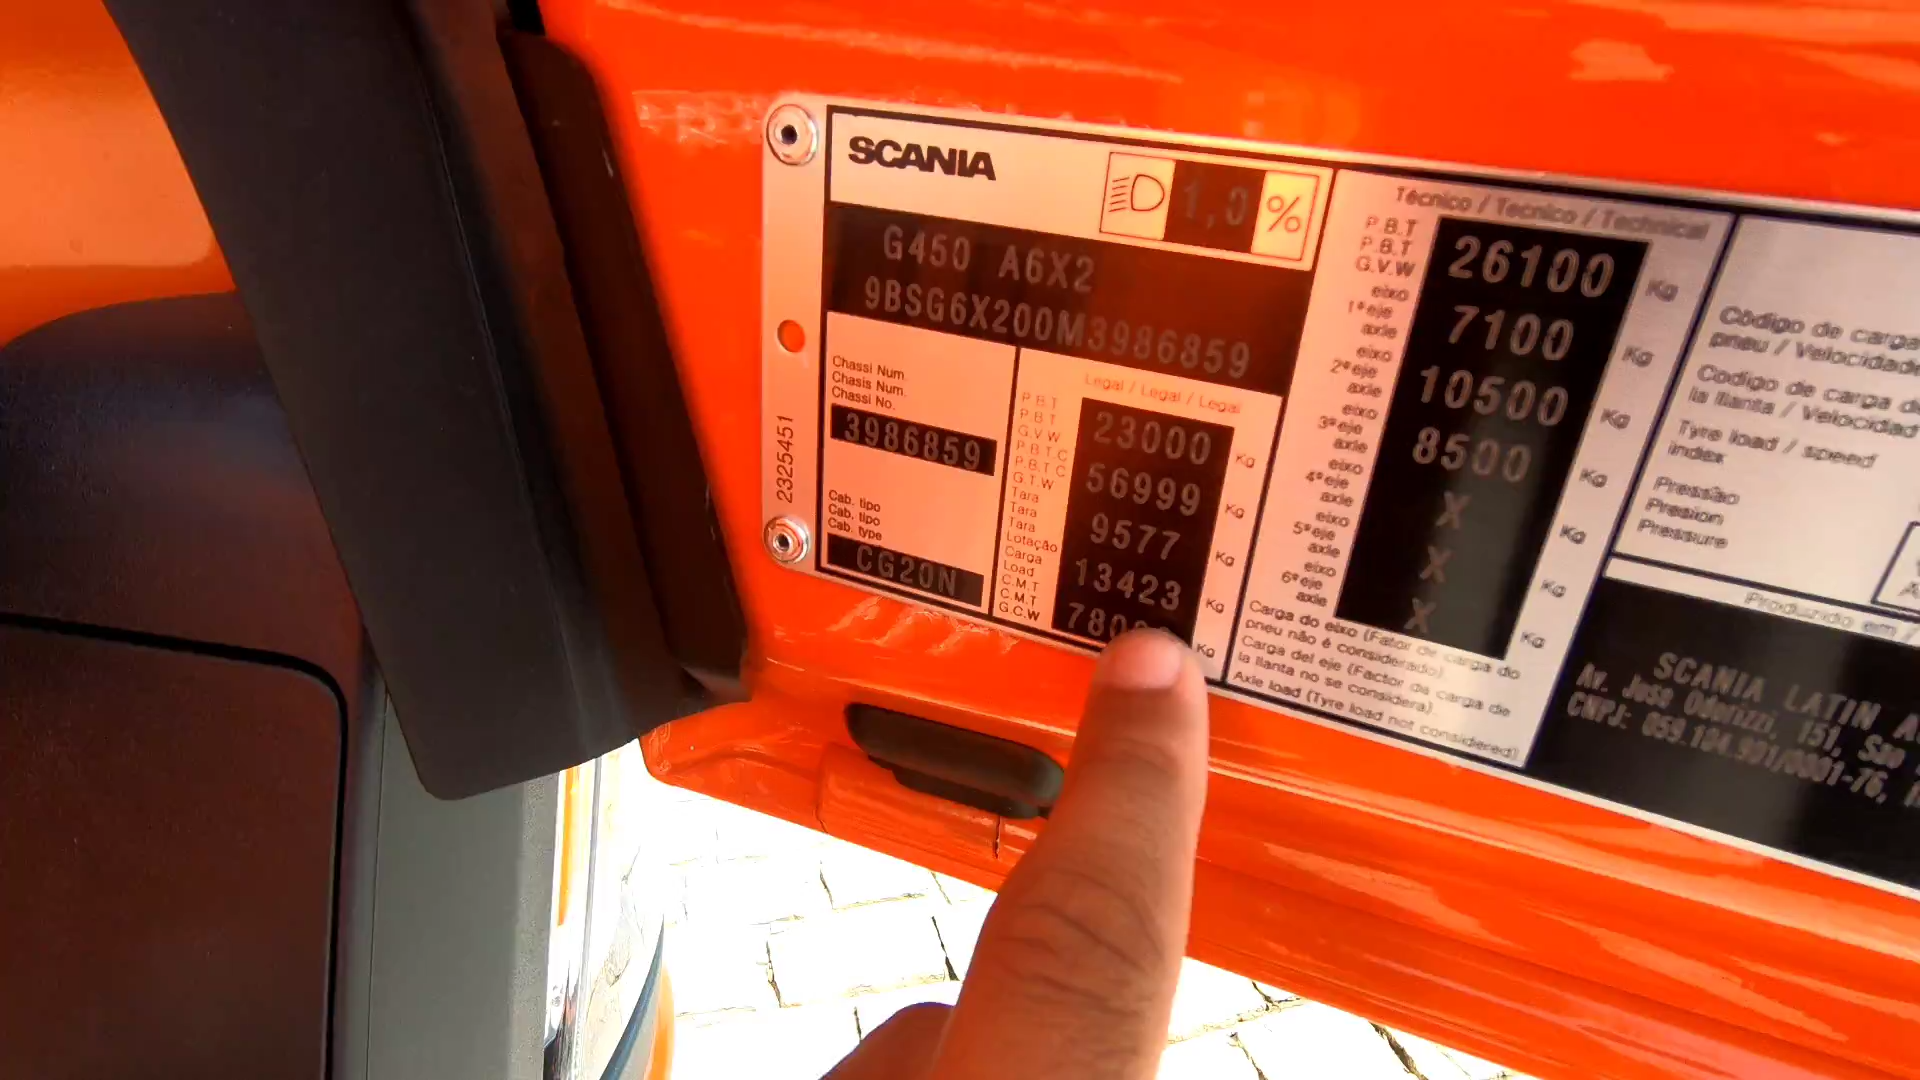 SCANIA
1,0 %
G450 A6X2
9BSG6X200M3986859
Chassi Num
Chasis Num.
Chassi No.
3986859
Cab. tipo
Cab. tipo
Cab. type
CG20N
2325451
Legal / Legal / Legal
P.B.T
P.B.T
G.V.W
23000 Kg
P.B.T.C
P.B.T.C
G.T.W
56999 Kg
Tara
Tara
Tara
9577 Kg
Lotação
Carga
Load
13423 Kg
C.M.T
C.M.T
G.C.W
Kg
Técnico / Tecnico / Technical
P.B.T
P.B.T
G.V.W
26100 Kg
eixo
1º eje
axle
7100 Kg
eixo
2º eje
axle
10500 Kg
eixo
3º eje
axle
8500 Kg
eixo
4º eje
axle
X Kg
eixo
5º eje
axle
X Kg
eixo
6º eje
axle
X Kg
Carga do eixo (Fator de carga do
pneu não é considerado).
Carga del eje (Factor da carga de
la llanta no se considera).
Axle load (Tyre load not considered)
Código de carga
pneu / Velocidade
Codigo de carga
la llanta / Velocidad
Tyre load / speed
index
Pressão
Presion
Pressure
Produzido em /
SCANIA LATIN
Av. José Odorizzi, 151, Sao
CNPJ: 059.104.901/0001-76,